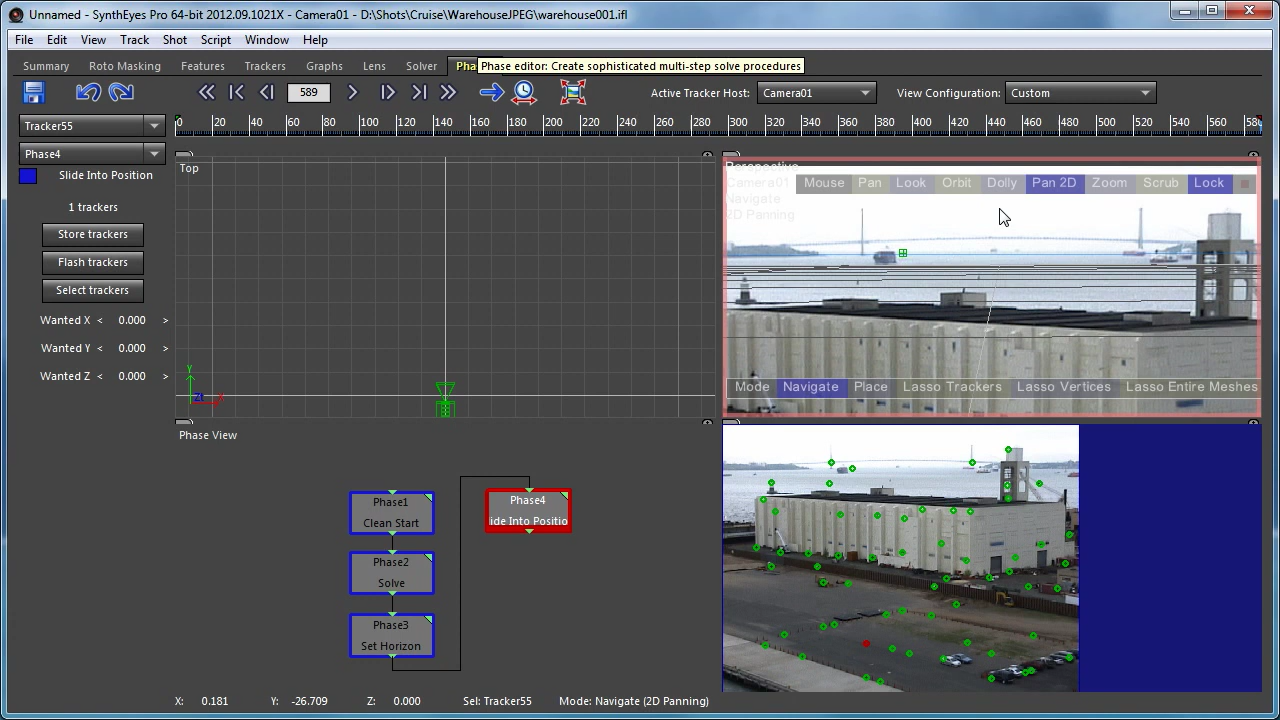 Unnamed - SynthEyes Pro 64-bit 2012.09.1021X - Camera01 - D:\Shots\Cruise\WarehouseJPEG\warehouse001.ifl
File Edit View Track Shot Script Window Help
Summary Roto Masking Features Trackers Graphs Lens Solver Pha
Phase editor: Create sophisticated multi-step solve procedures
589
Active Tracker Host: Camera01
View Configuration: Custom
Tracker55
0 20 40 60 80 100 120 140 160 180 200 220 240 260 280 300 320 340 360 380 400 420 440 460 480 500 520 540 560 580
Phase4
Slide Into Position
1 trackers
Store trackers
Flash trackers
Select trackers
Wanted X < 0.000 >
Wanted Y < 0.000 >
Wanted Z < 0.000 >
Top
Y
Zt
X
Perspective
Camera01
Navigate
2D Panning
Mouse Pan Look Orbit Dolly Pan 2D Zoom Scrub Lock
Mode Navigate Place Lasso Trackers Lasso Vertices Lasso Entire Meshes
Phase View
Phase1
Clean Start
Phase2
Solve
Phase3
Set Horizon
Phase4
ide Into Positio
X: 0.181 Y: -26.709 Z: 0.000 Sel: Tracker55 Mode: Navigate (2D Panning)